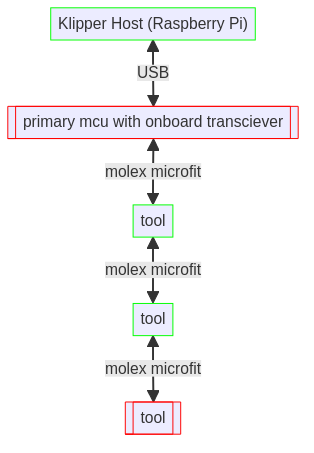 Klipper Host (Raspberry Pi)
USB
primary mcu with onboard transciever
molex microfit
tool
molex microfit
tool
molex microfit
tool